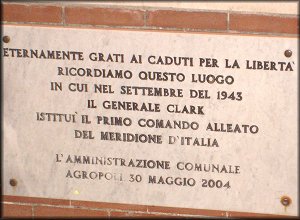 ETERNAMENTE GRATI AI CADUTI PER LA LIBERTÀ
RICORDIAMO QUESTO LUOGO
IN CUI NEL SETTEMBRE DEL 1943
IL GENERALE CLARK
ISTITUÌ IL PRIMO COMANDO ALLEATO
DEL MERIDIONE D'ITALIA
L'AMMINISTRAZIONE COMUNALE
AGROPOLI 30 MAGGIO 2004